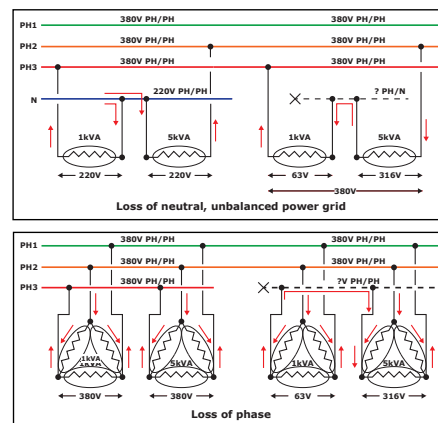 380V PH/PH 380V PH/PH
PH1
380V PH/PH 380V PH/PH
PH2
380V PH/PH 380V PH/PH
PH3
220V PH/PH ? PH/N
N
1kVA 5kVA 1kVA 5kVA
220V 220V 63V 316V
380V
Loss of neutral, unbalanced power grid
380V PH/PH 380V PH/PH
PH1
380V PH/PH 380V PH/PH
PH2
380V PH/PH ?V PH/PH
PH3
1kVA 5kVA 1kVA 5kVA
380V 380V 63V 316V
Loss of phase